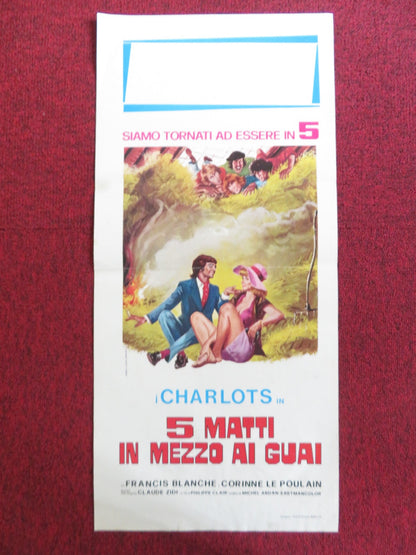 SIAMO TORNATI AD ESSERE IN 5
i CHARLOTS IN
5 MATTI
IN MEZZO AI GUAI
FRANCIS BLANCHE, CORINNE LE POULAIN
CLAUDE ZIDI PHILIPPE CLAIR MICHEL ARDAN EASTMANCOLOR